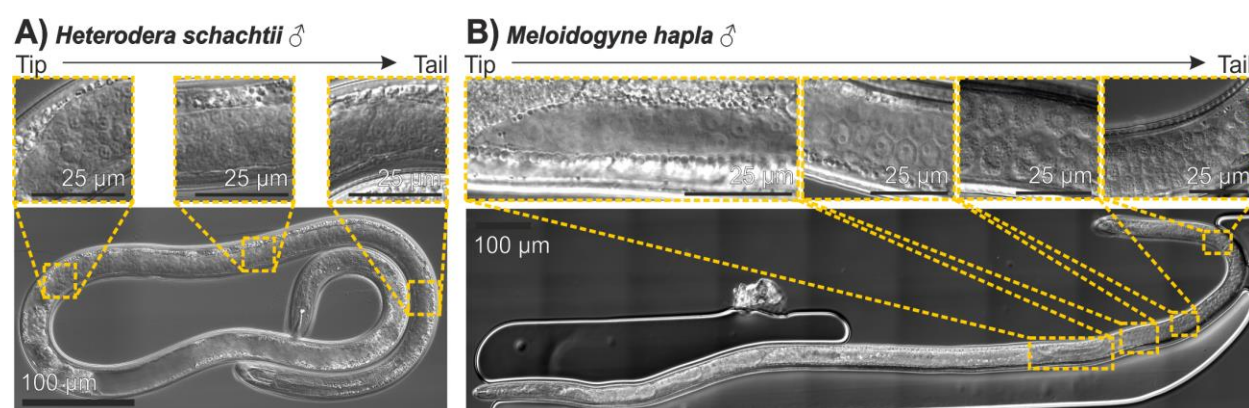 A) Heterodera schachtii ♂
Tip Tail
25 µm 25 µm 25 µm
100 µm
B) Meloidogyne hapla ♂
Tip Tail
25 µm 25 µm 25 µm 25 µm
100 µm